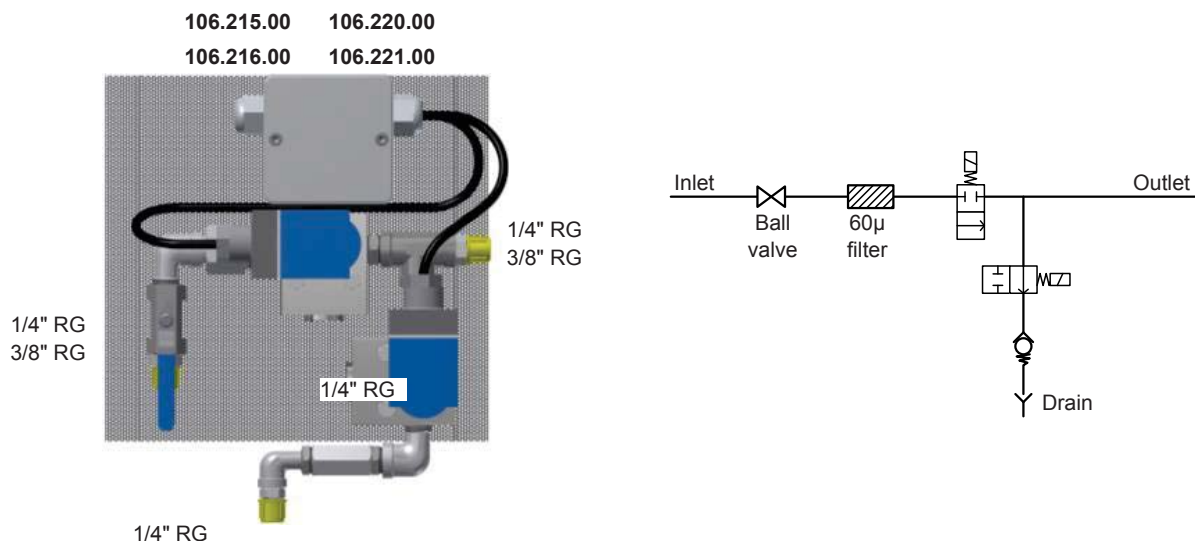 106.215.00 106.220.00
106.216.00 106.221.00
1/4" RG
3/8" RG
1/4" RG
3/8" RG
1/4" RG
1/4" RG
Inlet
Outlet
Ball
valve
60µ
filter
Drain